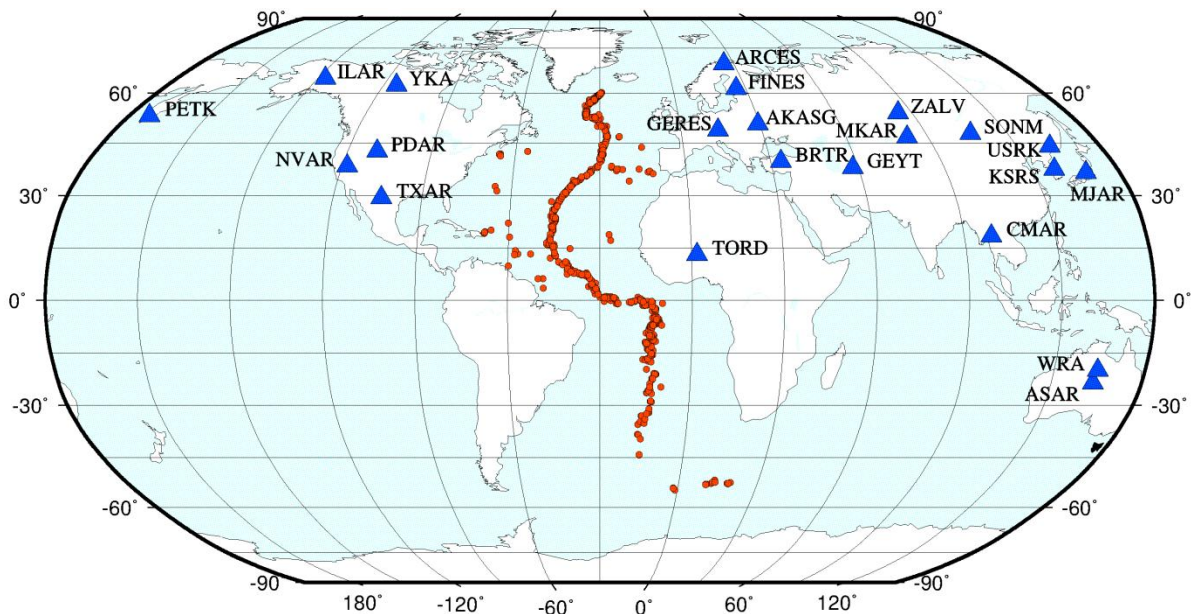 90˚ 90˚
ARCES
ILAR YKA FINES
60˚ 60˚
PETK ZALV
GERES AKASG SONM
MKAR USRK
PDAR BRTR GEYT
NVAR KSRS
TXAR MJAR
30˚ 30˚
CMAR
TORD
0˚ 0˚
WRA
ASAR
-30˚ -30˚
-60˚ -60˚
-90 -90˚
180˚ -120˚ -60˚ 0˚ 60˚ 120˚